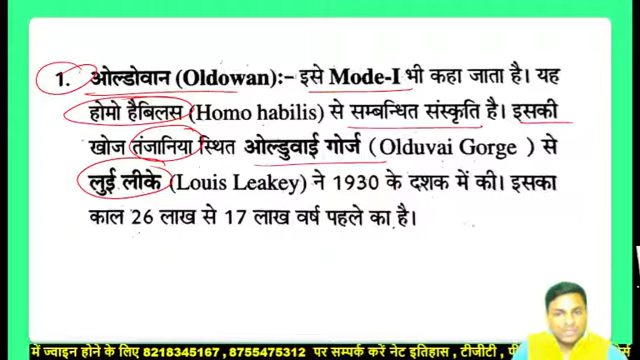 1. ओल्डोवान (Oldowan):- इसे Mode-I भी कहा जाता है। यह
होमो हैबिलस (Homo habilis) से सम्बन्धित संस्कृति है। इसकी
खोज तंजानिया स्थित ओल्डुवाई गोर्ज (Olduvai Gorge ) से
लुई लीके (Louis Leakey) ने 1930 के दशक में की। इसका
काल 26 लाख से 17 लाख वर्ष पहले का है।
में ज्वाइन होने के लिए 8218345167, 8755475312 पर सम्पर्क करें नेट इतिहास, टीजीटी,